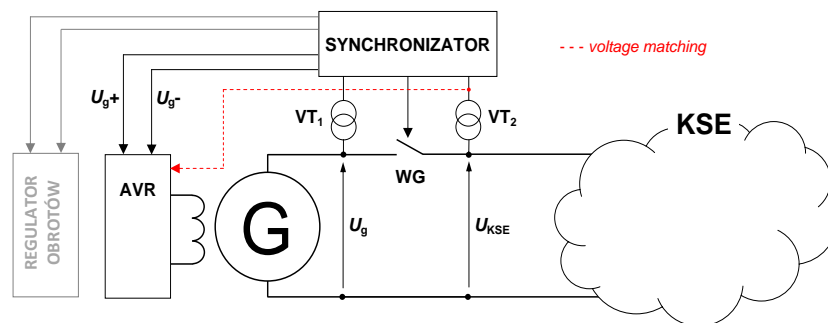 SYNCHRONIZATOR
--- voltage matching
Ug+
Ug-
VT1
VT2
KSE
REGULATOR
OBROTÓW
AVR
WG
G
Ug
UKSE